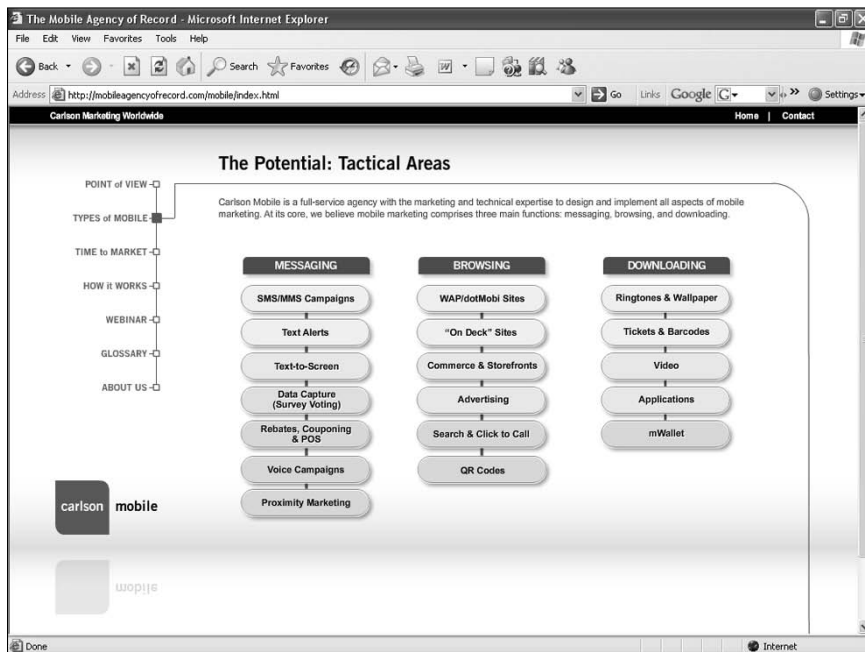 The Mobile Agency of Record - Microsoft Internet Explorer
File Edit View Favorites Tools Help
Back Search Favorites
Address http://mobileagencyofrecord.com/mobile/index.html Go Links Google G Settings
Carlson Marketing Worldwide Home | Contact
The Potential: Tactical Areas
POINT of VIEW
Carlson Mobile is a full-service agency with the marketing and technical expertise to design and implement all aspects of mobile
marketing. At its core, we believe mobile marketing comprises three main functions: messaging, browsing, and downloading.
TYPES of MOBILE
TIME to MARKET
HOW it WORKS
WEBINAR
GLOSSARY
ABOUT US
MESSAGING
SMS/MMS Campaigns
Text Alerts
Text-to-Screen
Data Capture
(Survey Voting)
Rebates, Couponing
& POS
Voice Campaigns
Proximity Marketing
BROWSING
WAP/dotMobi Sites
“On Deck” Sites
Commerce & Storefronts
Advertising
Search & Click to Call
QR Codes
DOWNLOADING
Ringtones & Wallpaper
Tickets & Barcodes
Video
Applications
mWallet
carlson mobile
mobile
Done Internet